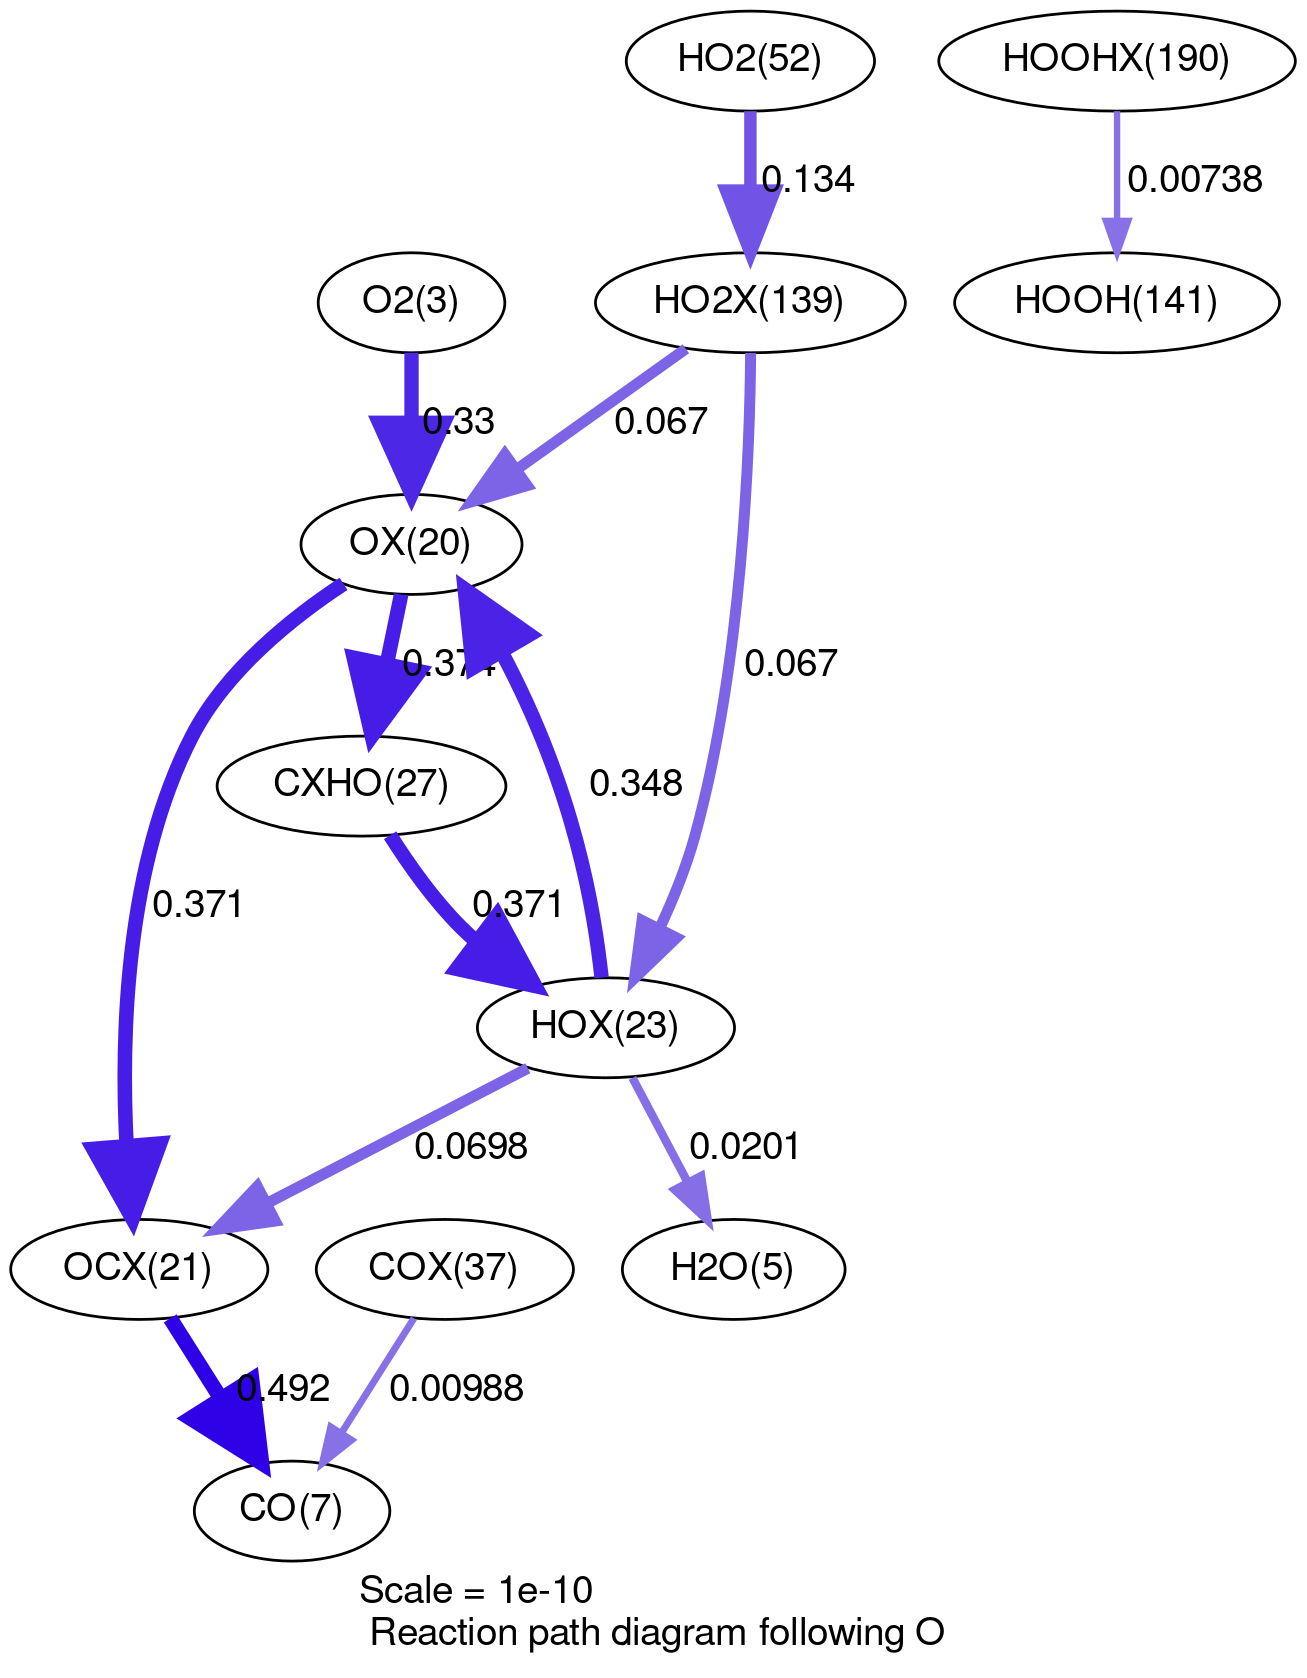 HO2(52)
HOOHX(190)
0.134
0.00738
O2(3)
HO2X(139)
HOOH(141)
0.33
0.067
OX(20)
0.374
0.067
CXHO(27)
0.348
0.371
0.371
HOX(23)
0.0698
0.0201
OCX(21)
COX(37)
H2O(5)
0.492
0.00988
CO(7)
Scale = 1e-10
Reaction path diagram following O